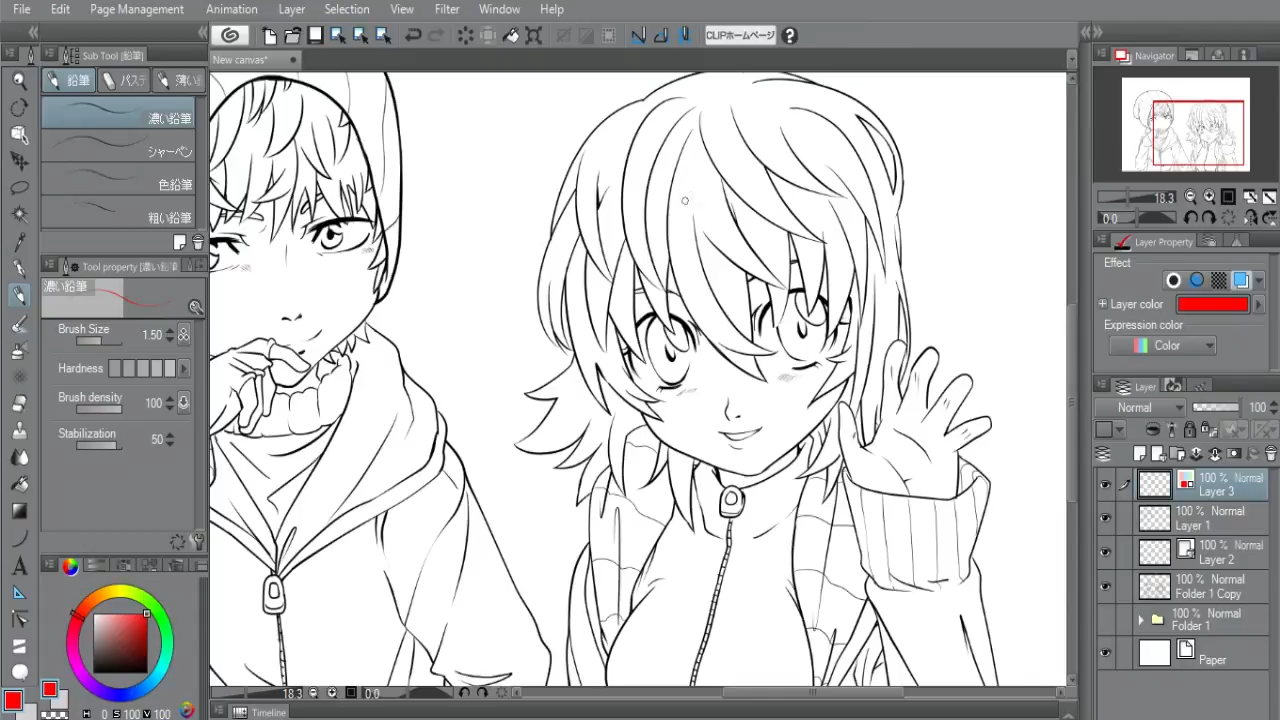 File Edit Page Management Animation Layer Selection View Filter Window Help
CLIPホームページ
Sub Tool [鉛筆]
New canvas*
Navigator
鉛筆 パステ 薄い
濃い鉛筆
シャーペン
色鉛筆
粗い鉛筆
18.3
0.0
Layer Property
Tool property [濃い鉛筆]
Effect
濃い鉛筆
Layer color
Expression color
Brush Size 1.50
Color
Hardness
Layer
Brush density 100
Normal 100
Stabilization 50
100 % Normal
Layer 3
100 % Normal
Layer 1
100 % Normal
Layer 2
100 % Normal
Folder 1 Copy
100 % Normal
Folder 1
Paper
18.3 0.0
Timeline
H 0 S 100 V 100